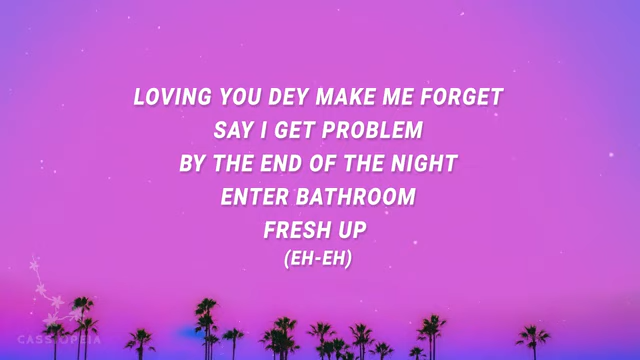 LOVING YOU DEY MAKE ME FORGET
SAY I GET PROBLEM
BY THE END OF THE NIGHT
ENTER BATHROOM
FRESH UP
(EH-EH)
CASSIOPEIA